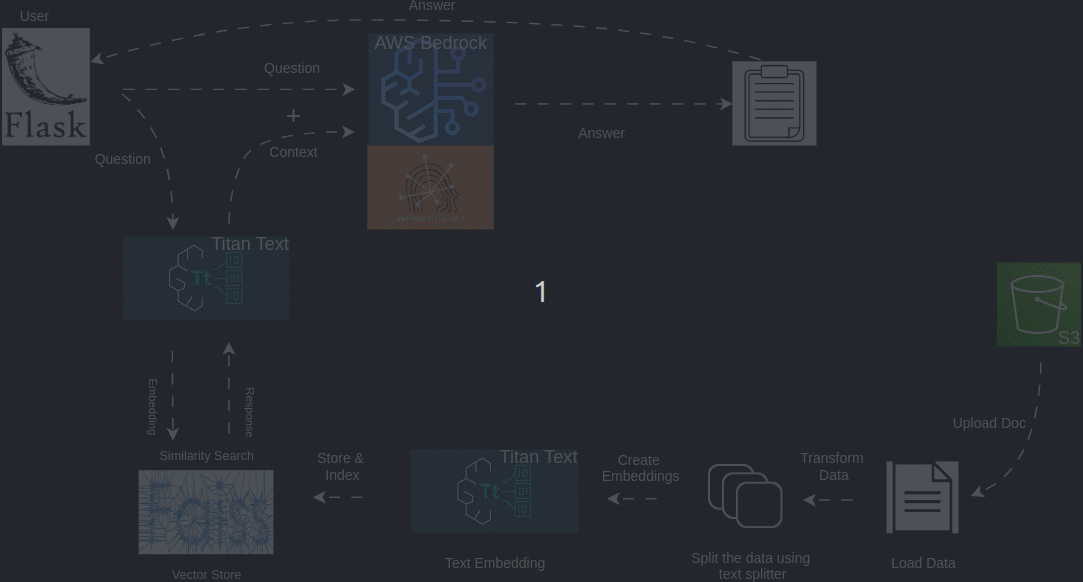 Answer
User
AWS Bedrock
Question
Flask
+
Answer
Question
Context
ANTHROPIC CLAUDE 3
Titan Text
Tt
1
S3
Embedding
Response
Upload Doc
Similarity Search
Store &
Index
Titan Text
Tt
Create
Embeddings
Transform
Data
Faiss
Vector Store
Text Embedding
Split the data using
text splitter
Load Data